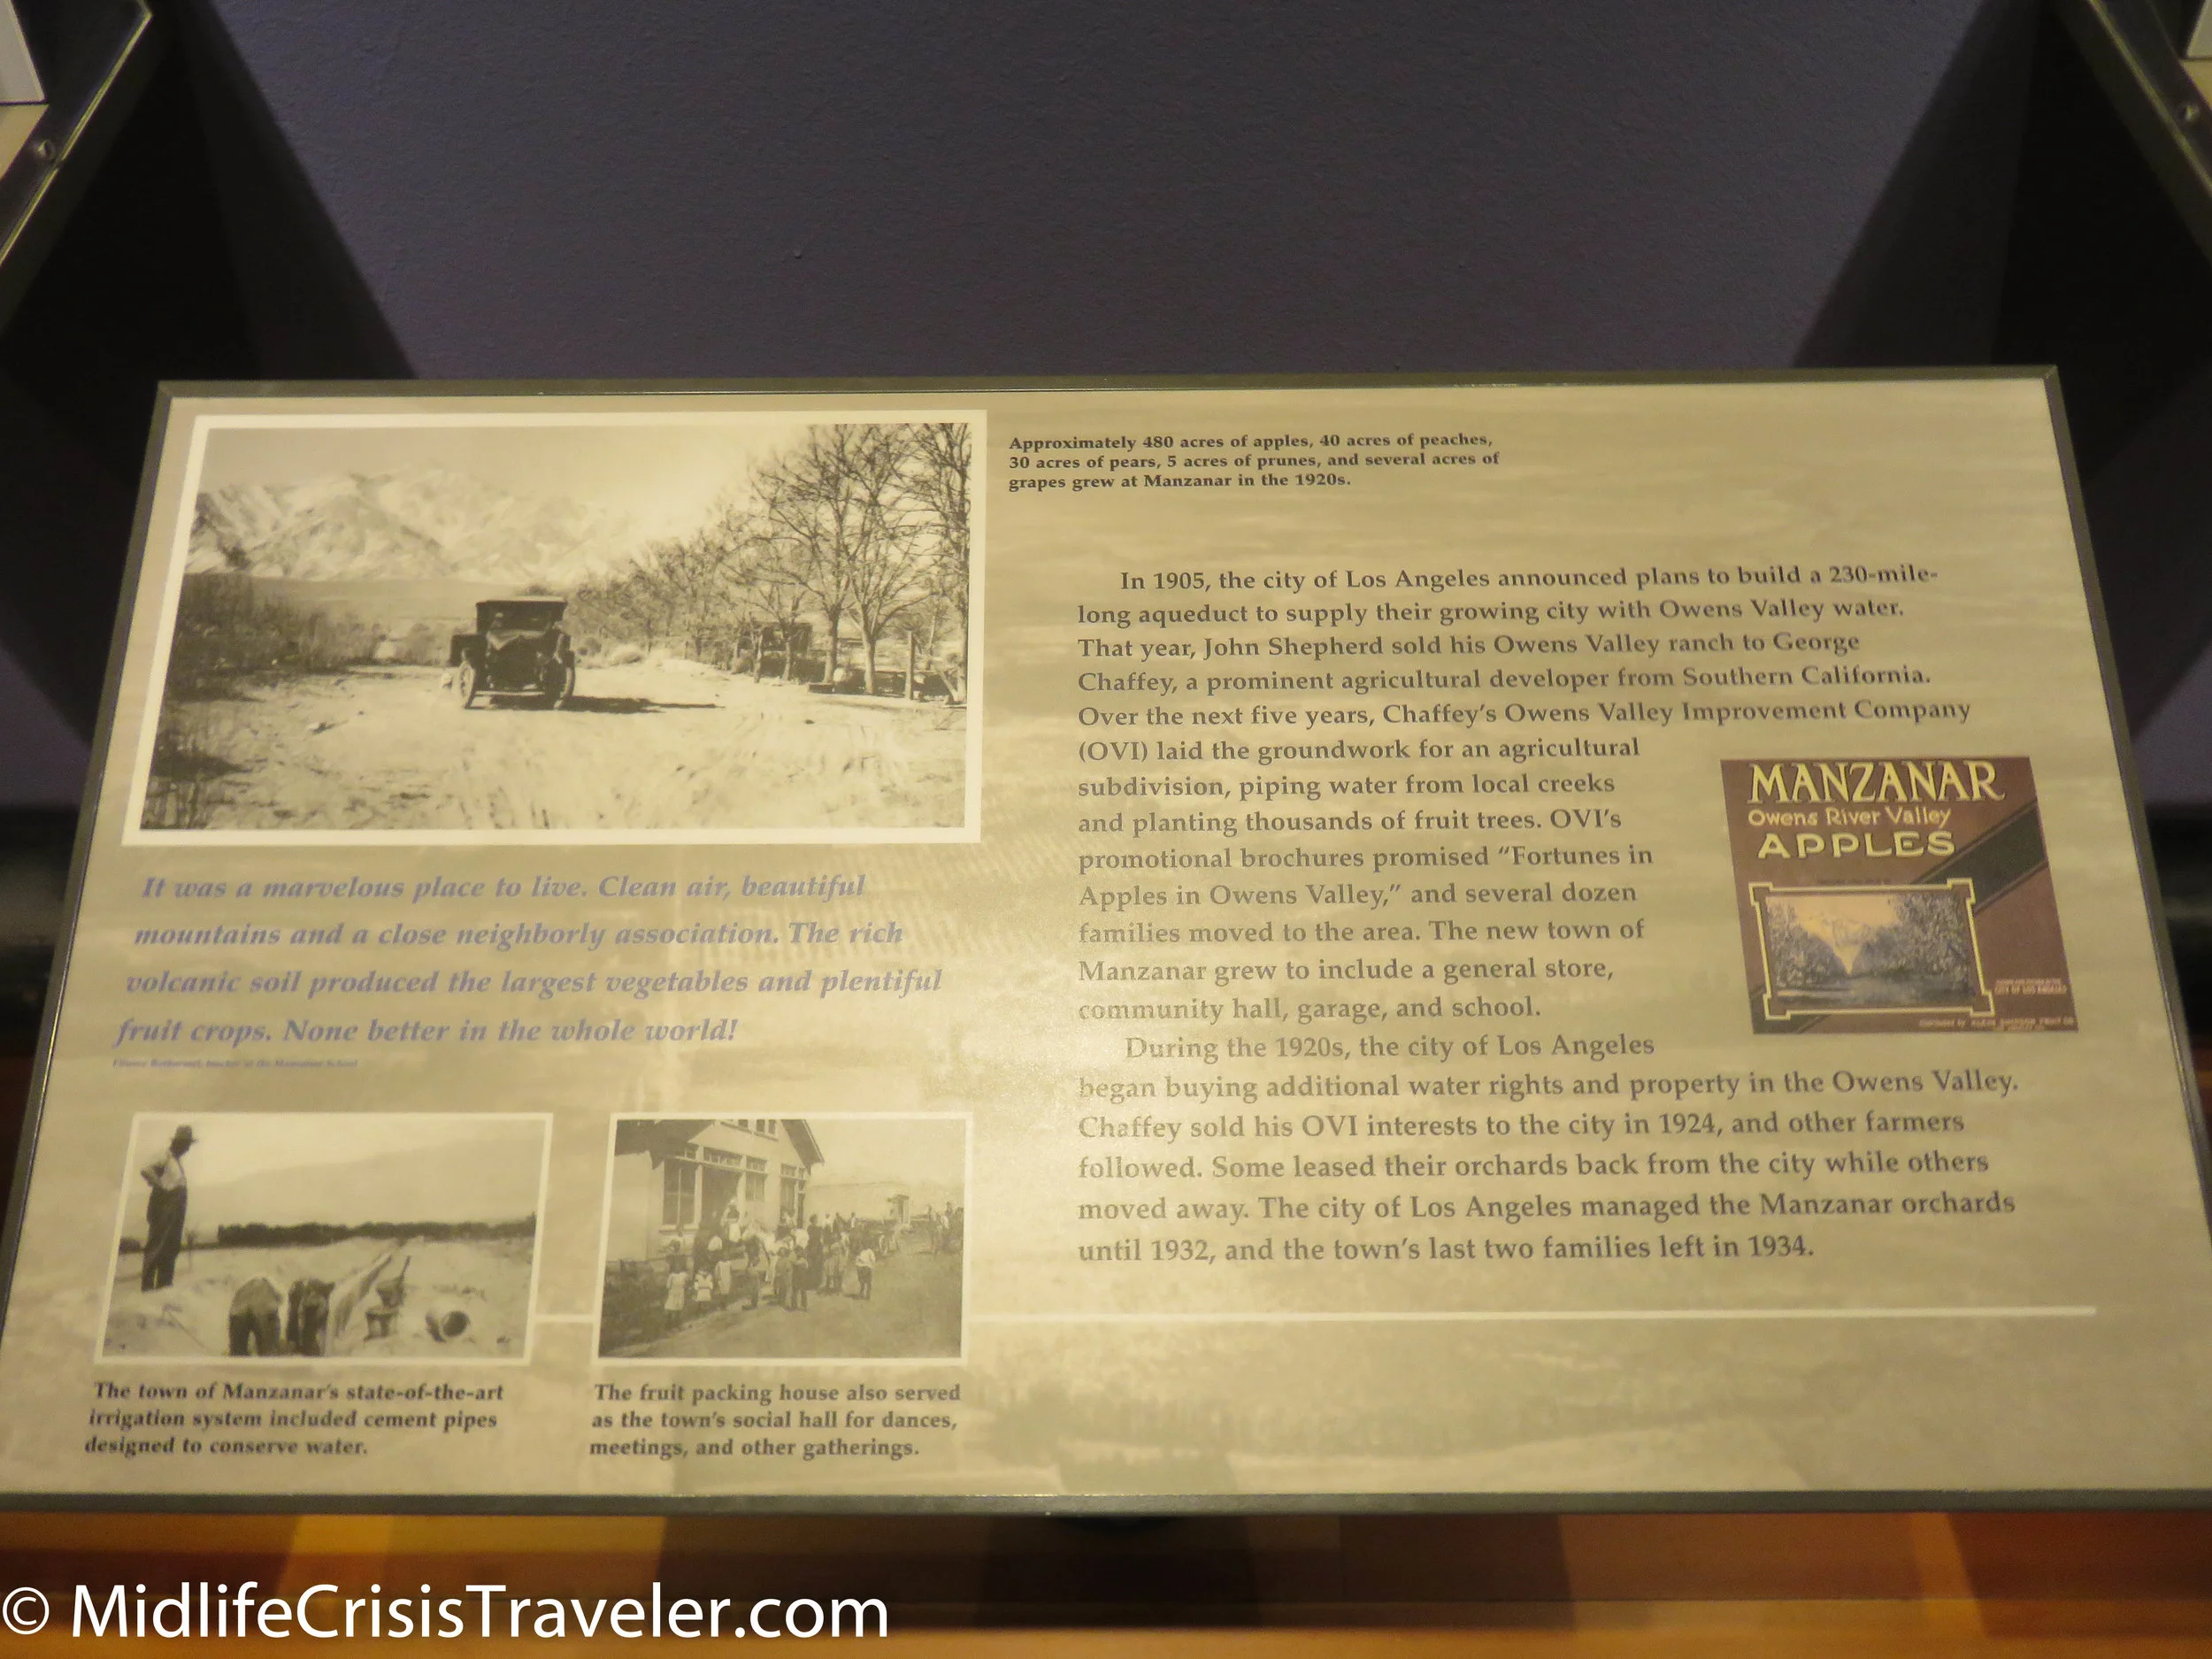 Approximately 480 acres of apples, 40 acres of peaches,
30 acres of pears, 5 acres of prunes, and several acres of
grapes grew at Manzanar in the 1920s.
It was a marvelous place to live. Clean air, beautiful
mountains and a close neighborly association. The rich
volcanic soil produced the largest vegetables and plentiful
fruit crops. None better in the whole world!
The town of Manzanar's state-of-the-art
irrigation system included cement pipes
designed to conserve water.
The fruit packing house also served
as the town's social hall for dances,
meetings, and other gatherings.
In 1905, the city of Los Angeles announced plans to build a 230-mile-
long aqueduct to supply their growing city with Owens Valley water.
That year, John Shepherd sold his Owens Valley ranch to George
Chaffey, a prominent agricultural developer from Southern California.
Over the next five years, Chaffey's Owens Valley Improvement Company
(OVI) laid the groundwork for an agricultural
subdivision, piping water from local creeks
and planting thousands of fruit trees. OVI's
promotional brochures promised “Fortunes in
Apples in Owens Valley,” and several dozen
families moved to the area. The new town of
Manzanar grew to include a general store,
community hall, garage, and school.
During the 1920s, the city of Los Angeles
began buying additional water rights and property in the Owens Valley.
Chaffey sold his OVI interests to the city in 1924, and other farmers
followed. Some leased their orchards back from the city while others
moved away. The city of Los Angeles managed the Manzanar orchards
until 1932, and the town's last two families left in 1934.
MANZANAR
Owens River Valley
APPLES
CITY OF LOS ANGELES
© MidlifeCrisisTraveler.com